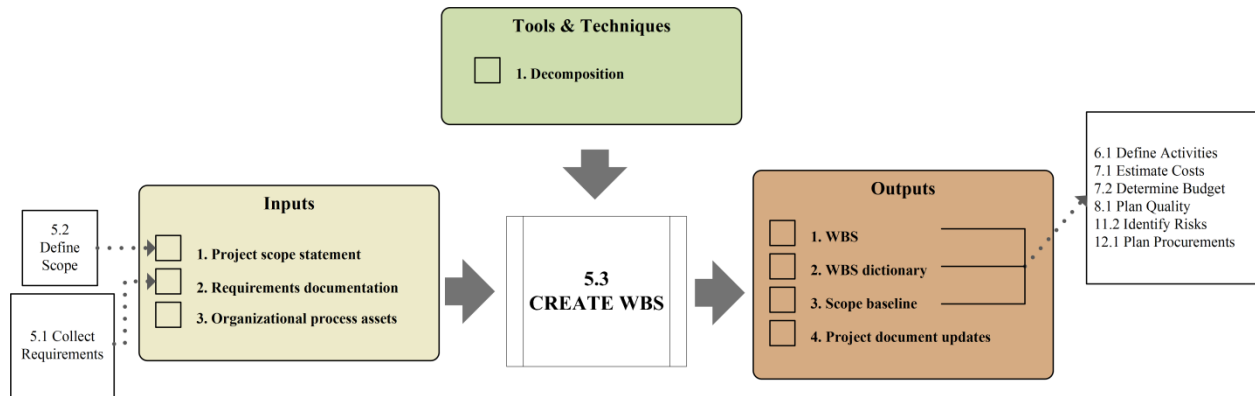 Tools & Techniques
1. Decomposition
5.2
Define
Scope
5.1 Collect
Requirements
Inputs
1. Project scope statement
2. Requirements documentation
3. Organizational process assets
5.3
CREATE WBS
Outputs
1. WBS
2. WBS dictionary
3. Scope baseline
4. Project document updates
6.1 Define Activities
7.1 Estimate Costs
7.2 Determine Budget
8.1 Plan Quality
11.2 Identify Risks
12.1 Plan Procurements